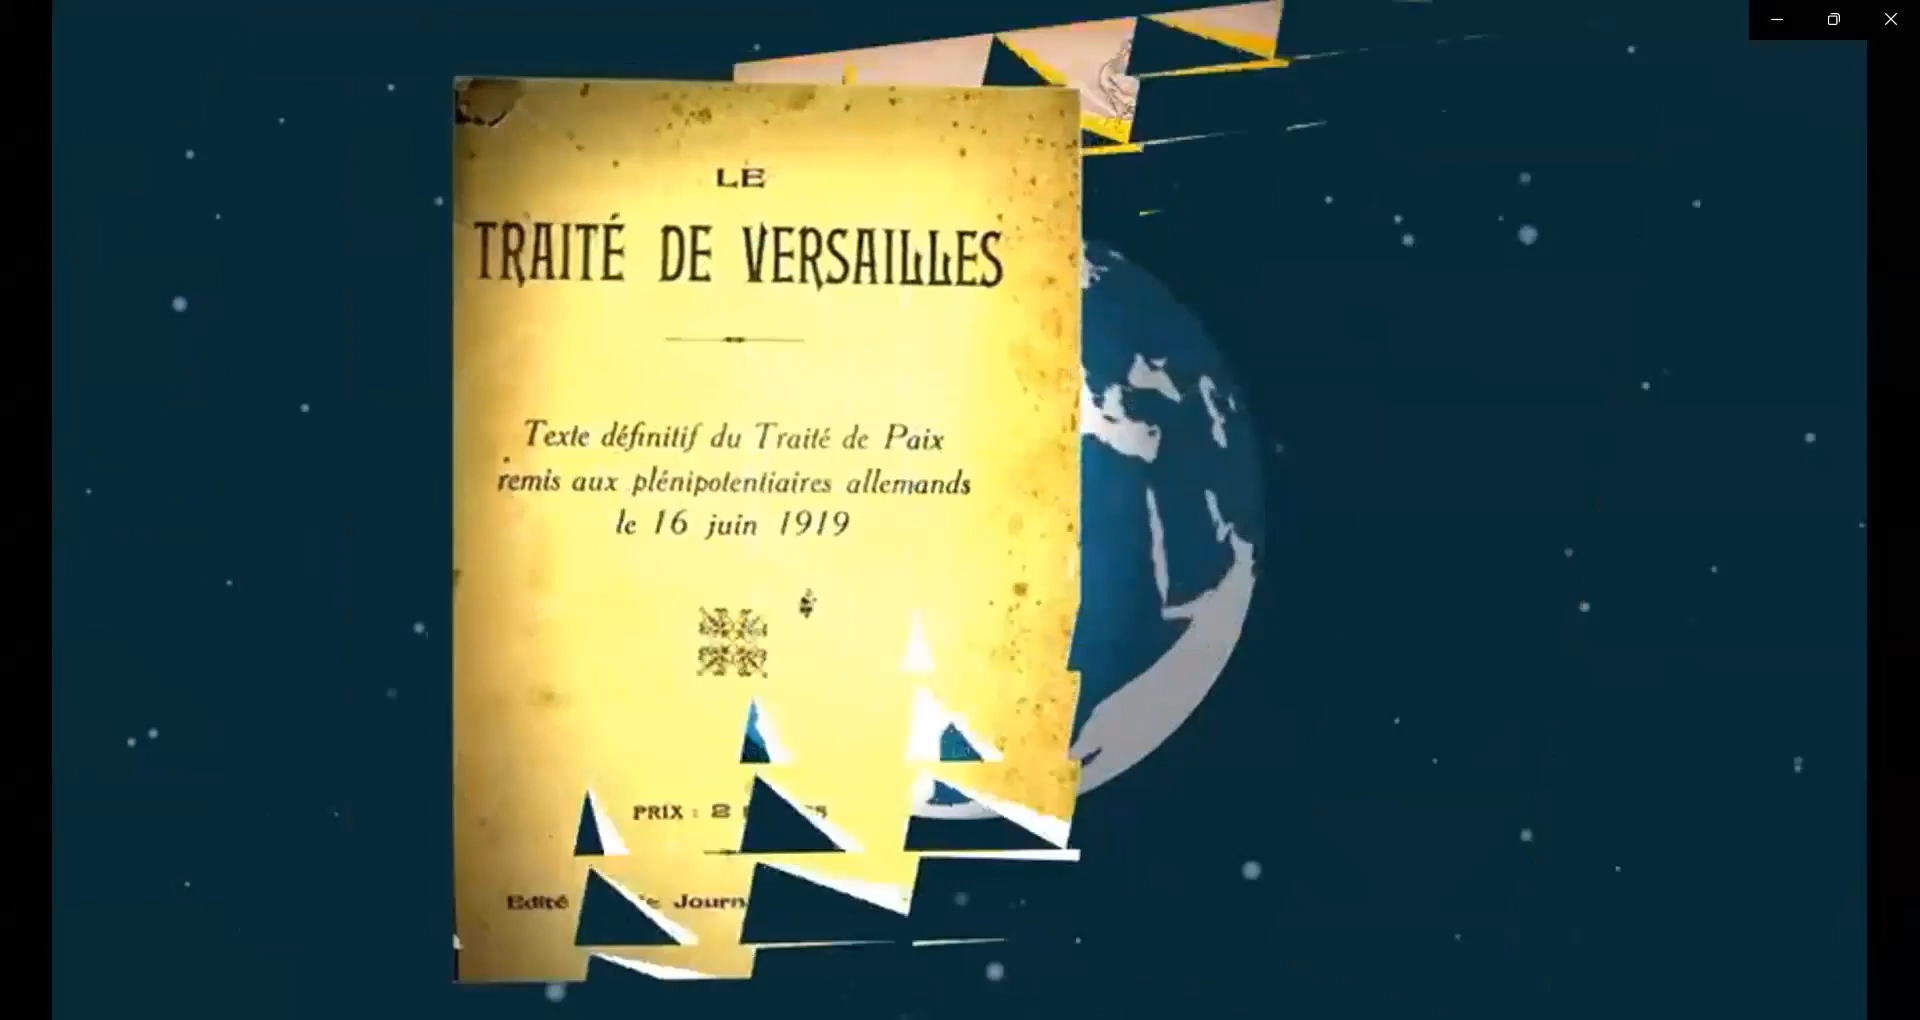 LE
TRAITÉ DE VERSAILLES
Texte définitif du Traité de Paix
remis aux plénipotentiaires allemands
le 16 juin 1919
PRIX : 2
Edité Journ